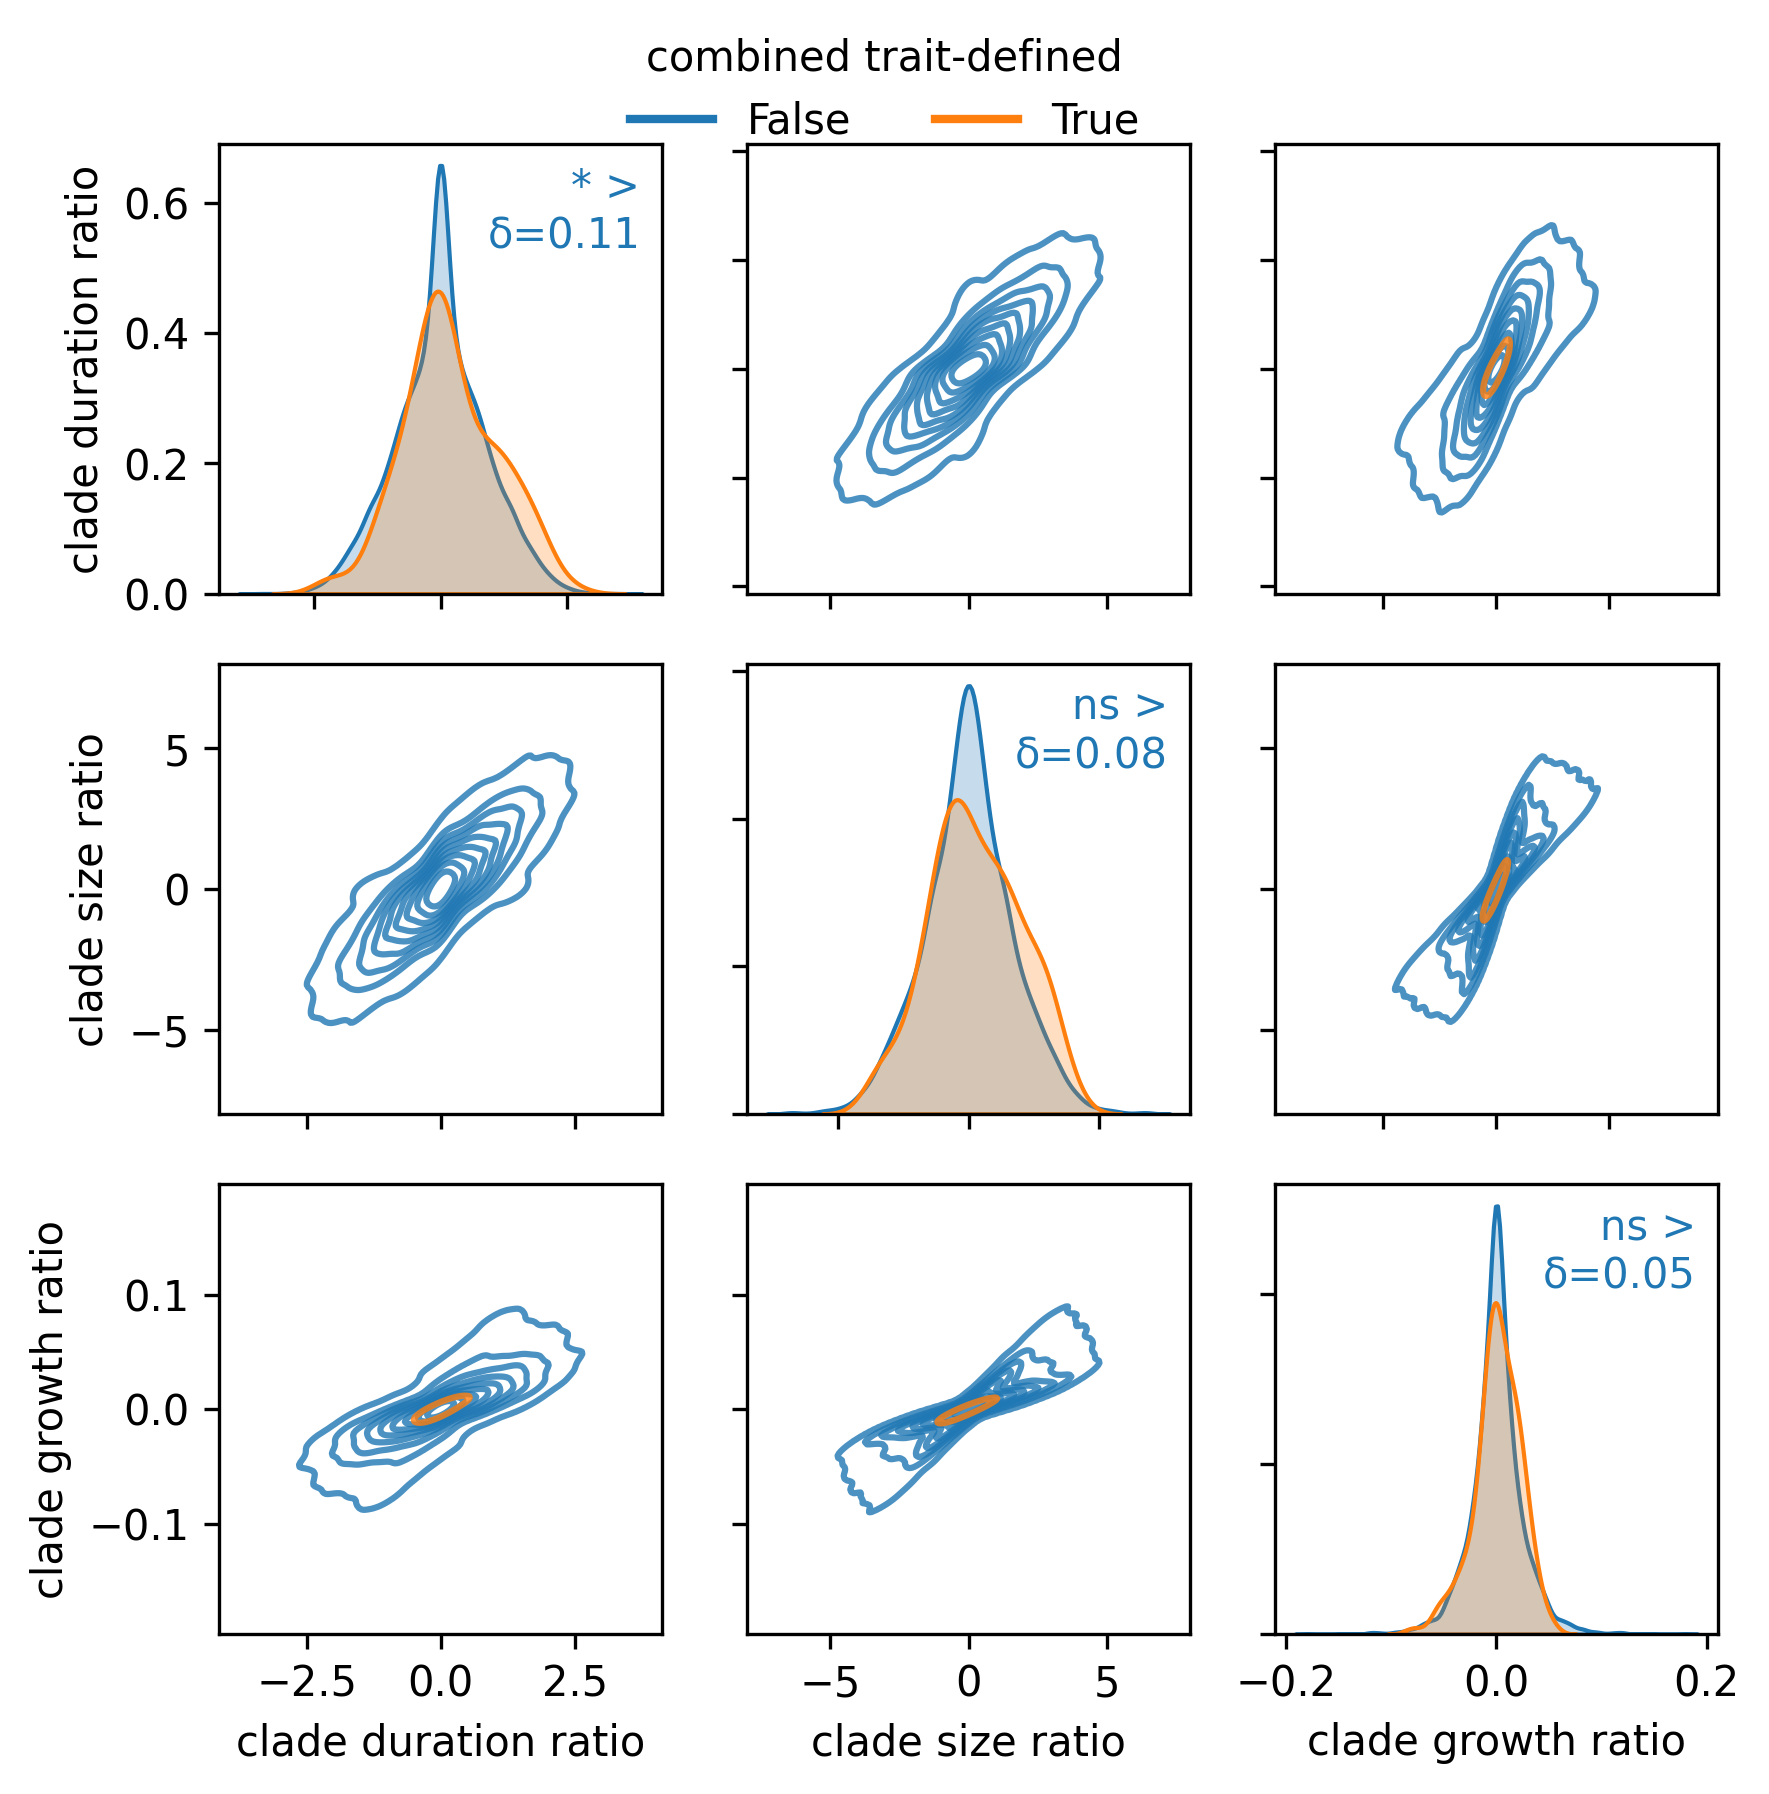 combined trait-defined
False True
clade duration ratio
0.6
0.4
0.2
0.0
* >
δ=0.11
clade size ratio
5
0
−5
ns >
δ=0.08
clade growth ratio
0.1
0.0
−0.1
ns >
δ=0.05
−2.5 0.0 2.5
−5 0 5
−0.2 0.0 0.2
clade duration ratio
clade size ratio
clade growth ratio